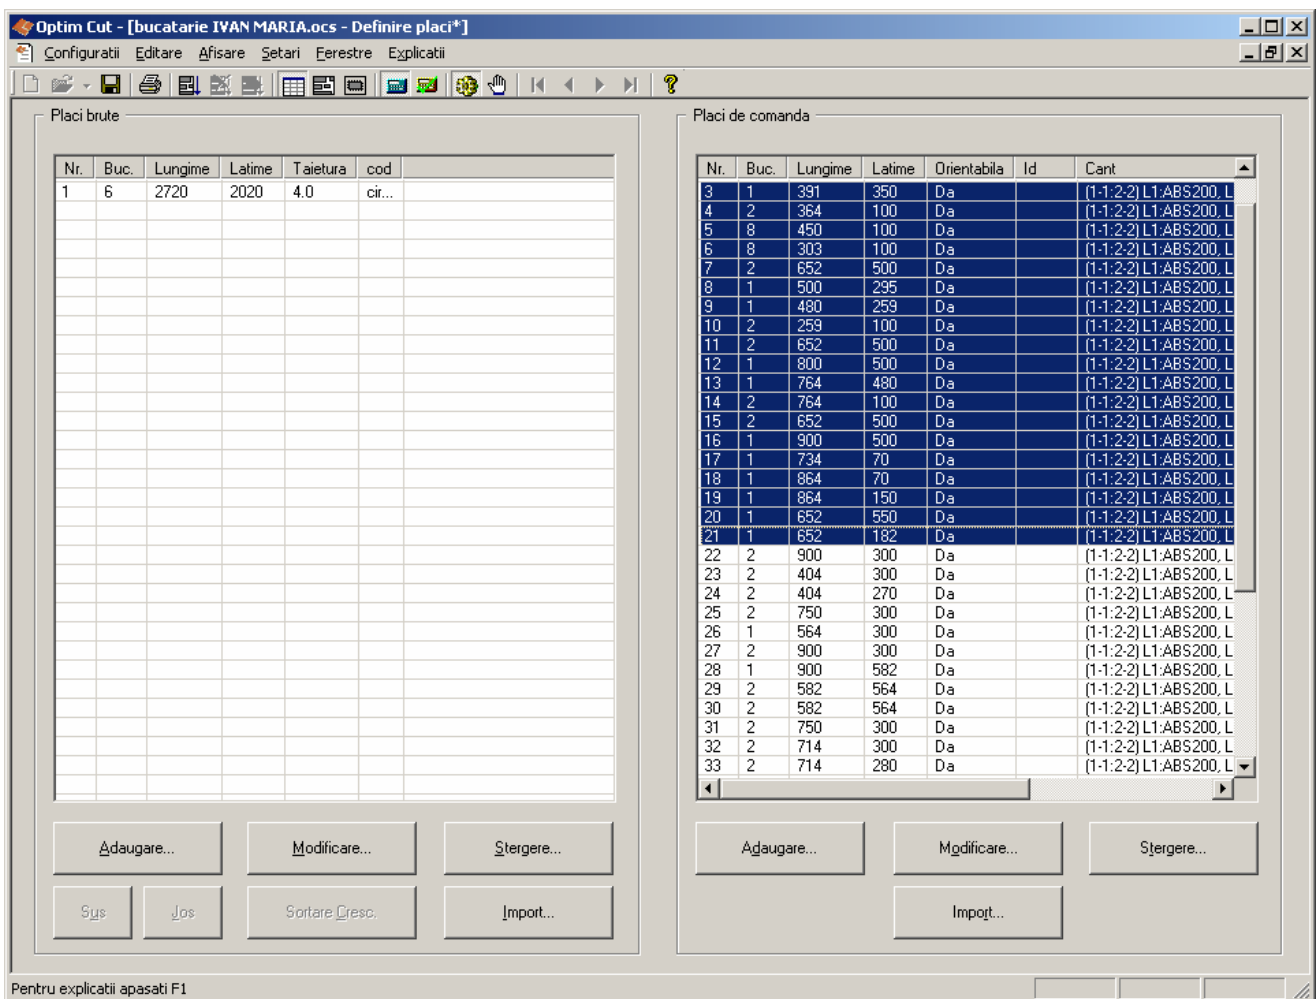 Optim Cut - [bucatarie IVAN MARIA.ocs - Definire placi*]
Configuratii Editare Afisare Setari Ferestre Explicatii
Placi brute
Nr. Buc. Lungime Latime Taietura cod
1 6 2720 2020 4.0 cir...
Adaugare... Modificare... Stergere...
Sus Jos Sortare Cresc. Import...
Placi de comanda
Nr. Buc. Lungime Latime Orientabila Id Cant
3 1 391 350 Da (1-1:2-2) L1:ABS200, L
4 2 364 100 Da (1-1:2-2) L1:ABS200, L
5 8 450 100 Da (1-1:2-2) L1:ABS200, L
6 8 303 100 Da (1-1:2-2) L1:ABS200, L
7 2 652 500 Da (1-1:2-2) L1:ABS200, L
8 1 500 295 Da (1-1:2-2) L1:ABS200, L
9 1 480 259 Da (1-1:2-2) L1:ABS200, L
10 2 259 100 Da (1-1:2-2) L1:ABS200, L
11 2 652 500 Da (1-1:2-2) L1:ABS200, L
12 1 800 500 Da (1-1:2-2) L1:ABS200, L
13 1 764 480 Da (1-1:2-2) L1:ABS200, L
14 2 764 100 Da (1-1:2-2) L1:ABS200, L
15 2 652 500 Da (1-1:2-2) L1:ABS200, L
16 1 900 500 Da (1-1:2-2) L1:ABS200, L
17 1 734 70 Da (1-1:2-2) L1:ABS200, L
18 1 864 70 Da (1-1:2-2) L1:ABS200, L
19 1 864 150 Da (1-1:2-2) L1:ABS200, L
20 1 652 550 Da (1-1:2-2) L1:ABS200, L
21 1 652 182 Da (1-1:2-2) L1:ABS200, L
22 2 900 300 Da (1-1:2-2) L1:ABS200, L
23 2 404 300 Da (1-1:2-2) L1:ABS200, L
24 2 404 270 Da (1-1:2-2) L1:ABS200, L
25 2 750 300 Da (1-1:2-2) L1:ABS200, L
26 1 564 300 Da (1-1:2-2) L1:ABS200, L
27 2 900 300 Da (1-1:2-2) L1:ABS200, L
28 1 900 582 Da (1-1:2-2) L1:ABS200, L
29 2 582 564 Da (1-1:2-2) L1:ABS200, L
30 2 582 564 Da (1-1:2-2) L1:ABS200, L
31 2 750 300 Da (1-1:2-2) L1:ABS200, L
32 2 714 300 Da (1-1:2-2) L1:ABS200, L
33 2 714 280 Da (1-1:2-2) L1:ABS200, L
Adaugare... Modificare... Stergere...
Import...
Pentru explicatii apasati F1